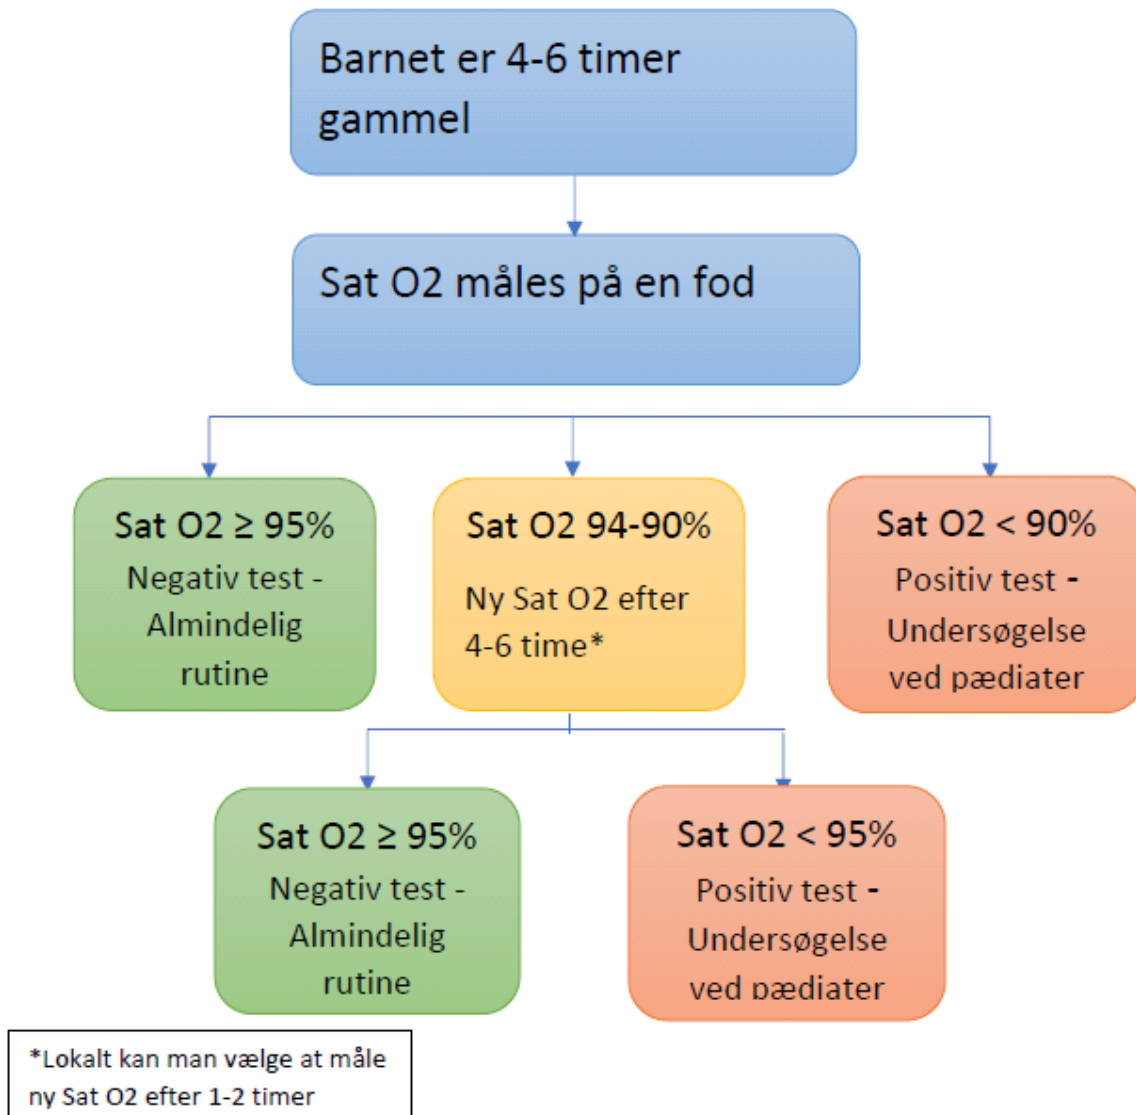 Barnet er 4-6 timer
gammel
Sat O2 måles på en fod
Sat O2 ≥ 95%
Negativ test -
Almindelig
rutine
Sat O2 94-90%
Ny Sat O2 efter
4-6 time*
Sat O2 < 90%
Positiv test -
Undersøgelse
ved pædiater
Sat O2 ≥ 95%
Negativ test -
Almindelig
rutine
Sat O2 < 95%
Positiv test -
Undersøgelse
ved pædiater
*Lokalt kan man vælge at måle
ny Sat O2 efter 1-2 timer